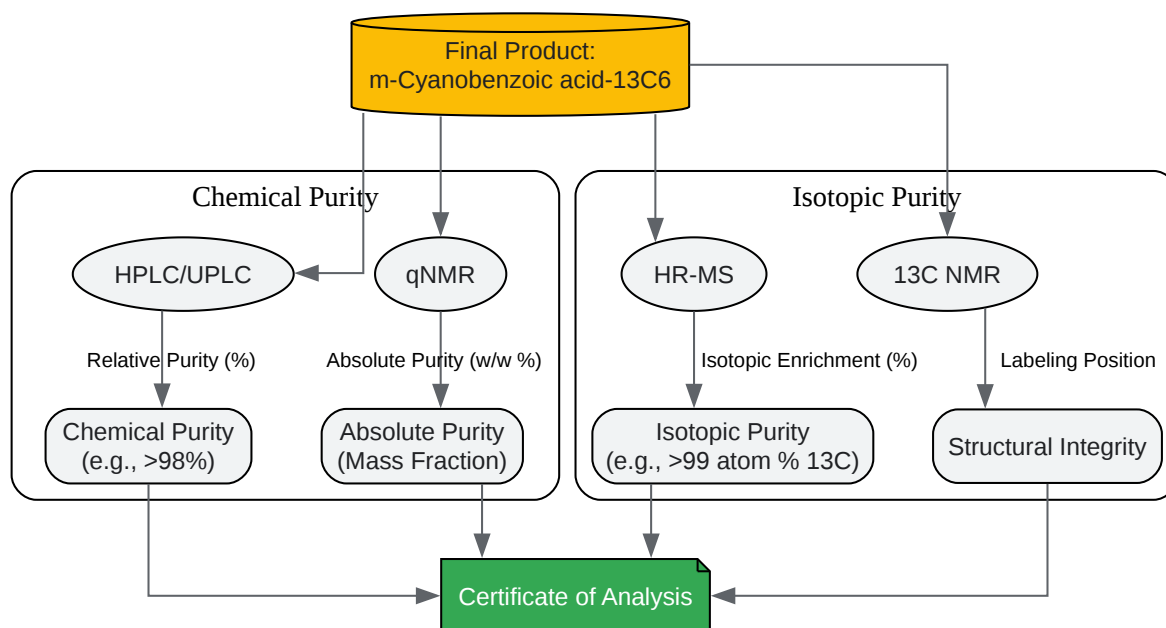 Final Product:
m-Cyanobenzoic acid-13C6
Chemical Purity
Isotopic Purity
HPLC/UPLC
qNMR
HR-MS
13C NMR
Relative Purity (%)
Absolute Purity (w/w %)
Isotopic Enrichment (%)
Labeling Position
Chemical Purity
(e.g., >98%)
Absolute Purity
(Mass Fraction)
Isotopic Purity
(e.g., >99 atom % 13C)
Structural Integrity
Certificate of Analysis